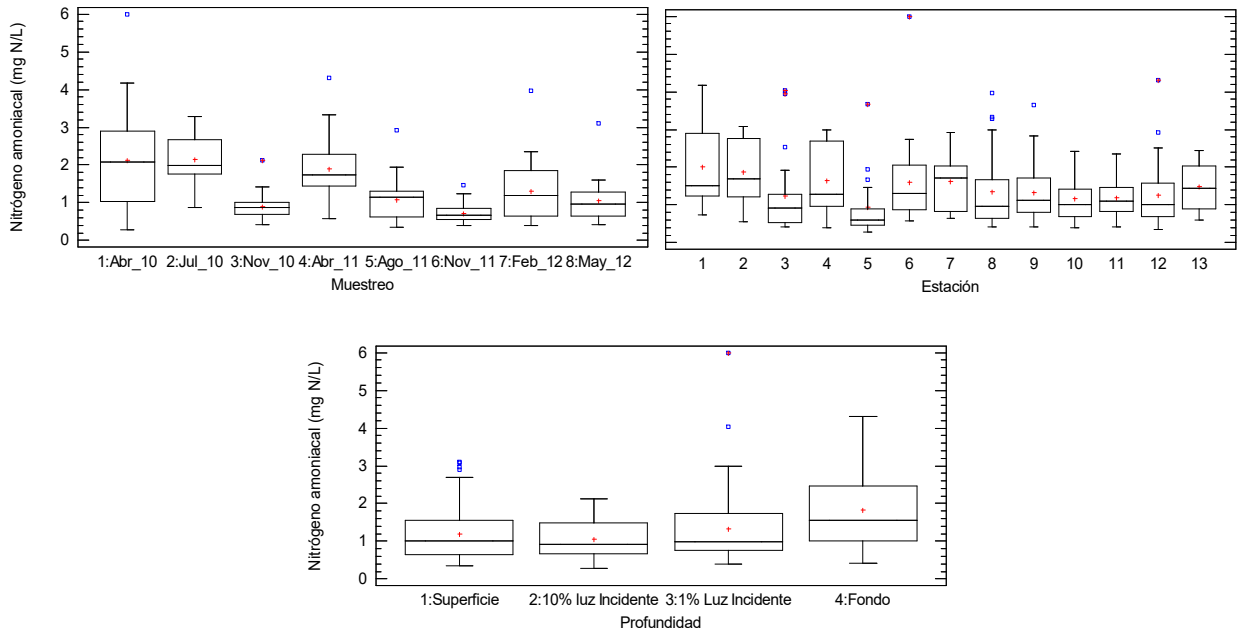 Nitrógeno amoniacal (mg N/L)
6
5
4
3
2
1
0
1:Abr_10 2:Jul_10 3:Nov_10 4:Abr_11 5:Ago_11 6:Nov_11 7:Feb_12 8:May_12
Muestreo
1 2 3 4 5 6 7 8 9 10 11 12 13
Estación
Nitrógeno amoniacal (mg N/L)
6
5
4
3
2
1
0
1:Superficie 2:10% luz Incidente 3:1% Luz Incidente 4:Fondo
Profundidad